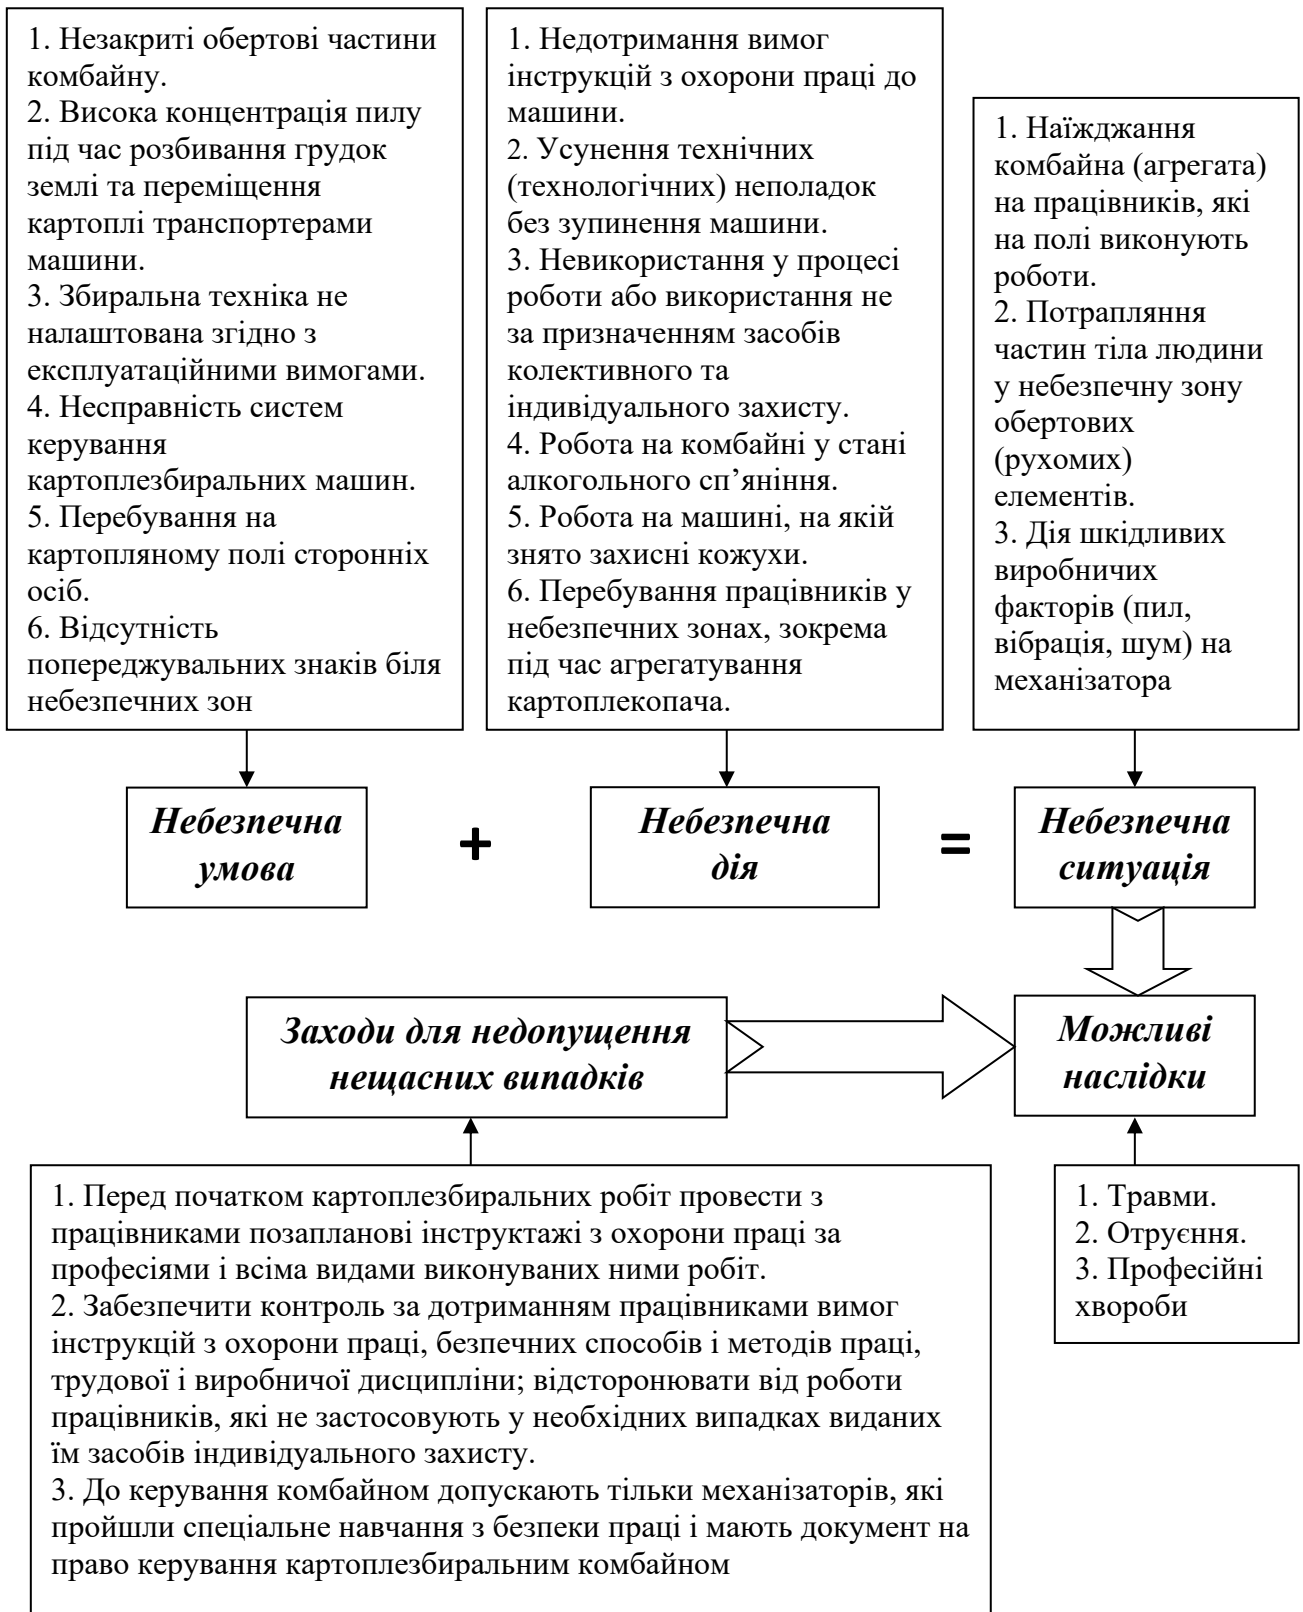 1. Незакриті обертові частини
комбайну.
2. Висока концентрація пилу
під час розбивання грудок
землі та переміщення
картоплі транспортерами
машини.
3. Збиральна техніка не
налаштована згідно з
експлуатаційними вимогами.
4. Несправність систем
керування
картоплезбиральних машин.
5. Перебування на
картопляному полі сторонніх
осіб.
6. Відсутність
попереджувальних знаків біля
небезпечних зон
1. Недотримання вимог
інструкцій з охорони праці до
машини.
2. Усунення технічних
(технологічних) неполадок
без зупинення машини.
3. Невикористання у процесі
роботи або використання не
за призначенням засобів
колективного та
індивідуального захисту.
4. Робота на комбайні у стані
алкогольного сп’яніння.
5. Робота на машині, на якій
знято захисні кожухи.
6. Перебування працівників у
небезпечних зонах, зокрема
під час агрегатування
картоплекопача.
1. Наїжджання
комбайна (агрегата)
на працівників, які
на полі виконують
роботи.
2. Потрапляння
частин тіла людини
у небезпечну зону
обертових
(рухомих)
елементів.
3. Дія шкідливих
виробничих
факторів (пил,
вібрація, шум) на
механізатора
Небезпечна
умова
+
Небезпечна
дія
=
Небезпечна
ситуація
Заходи для недопущення
нещасних випадків
Можливі
наслідки
1. Перед початком картоплезбиральних робіт провести з
працівниками позапланові інструктажі з охорони праці за
професіями і всіма видами виконуваних ними робіт.
2. Забезпечити контроль за дотриманням працівниками вимог
інструкцій з охорони праці, безпечних способів і методів праці,
трудової і виробничої дисципліни; відсторонювати від роботи
працівників, які не застосовують у необхідних випадках виданих
їм засобів індивідуального захисту.
3. До керування комбайном допускають тільки механізаторів, які
пройшли спеціальне навчання з безпеки праці і мають документ на
право керування картоплезбиральним комбайном
1. Травми.
2. Отруєння.
3. Професійні
хвороби